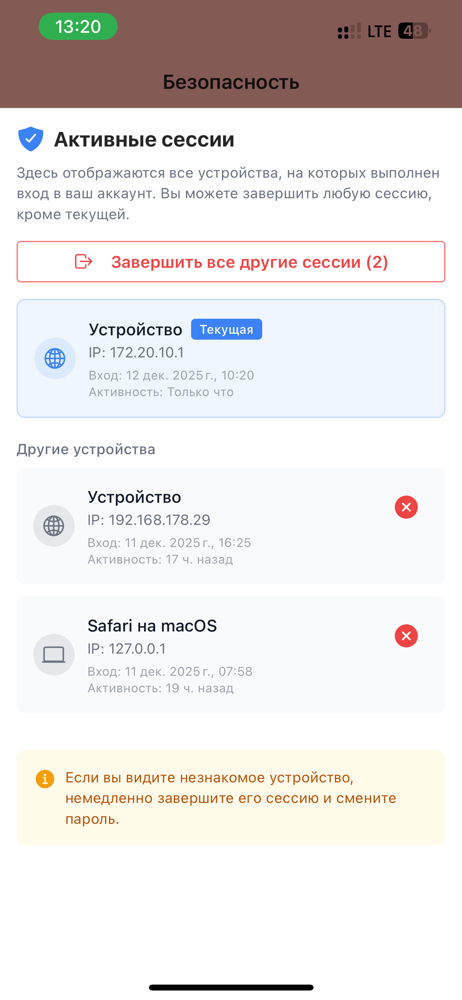 13:20
LTE 48
Безопасность
Активные сессии
Здесь отображаются все устройства, на которых выполнен
вход в ваш аккаунт. Вы можете завершить любую сессию,
кроме текущей.
Завершить все другие сессии (2)
Устройство Текущая
IP: 172.20.10.1
Вход: 12 дек. 2025 г., 10:20
Активность: Только что
Другие устройства
Устройство
IP: 192.168.178.29
Вход: 11 дек. 2025 г., 16:25
Активность: 17 ч. назад
Safari на macOS
IP: 127.0.0.1
Вход: 11 дек. 2025 г., 07:58
Активность: 19 ч. назад
Если вы видите незнакомое устройство,
немедленно завершите его сессию и смените
пароль.